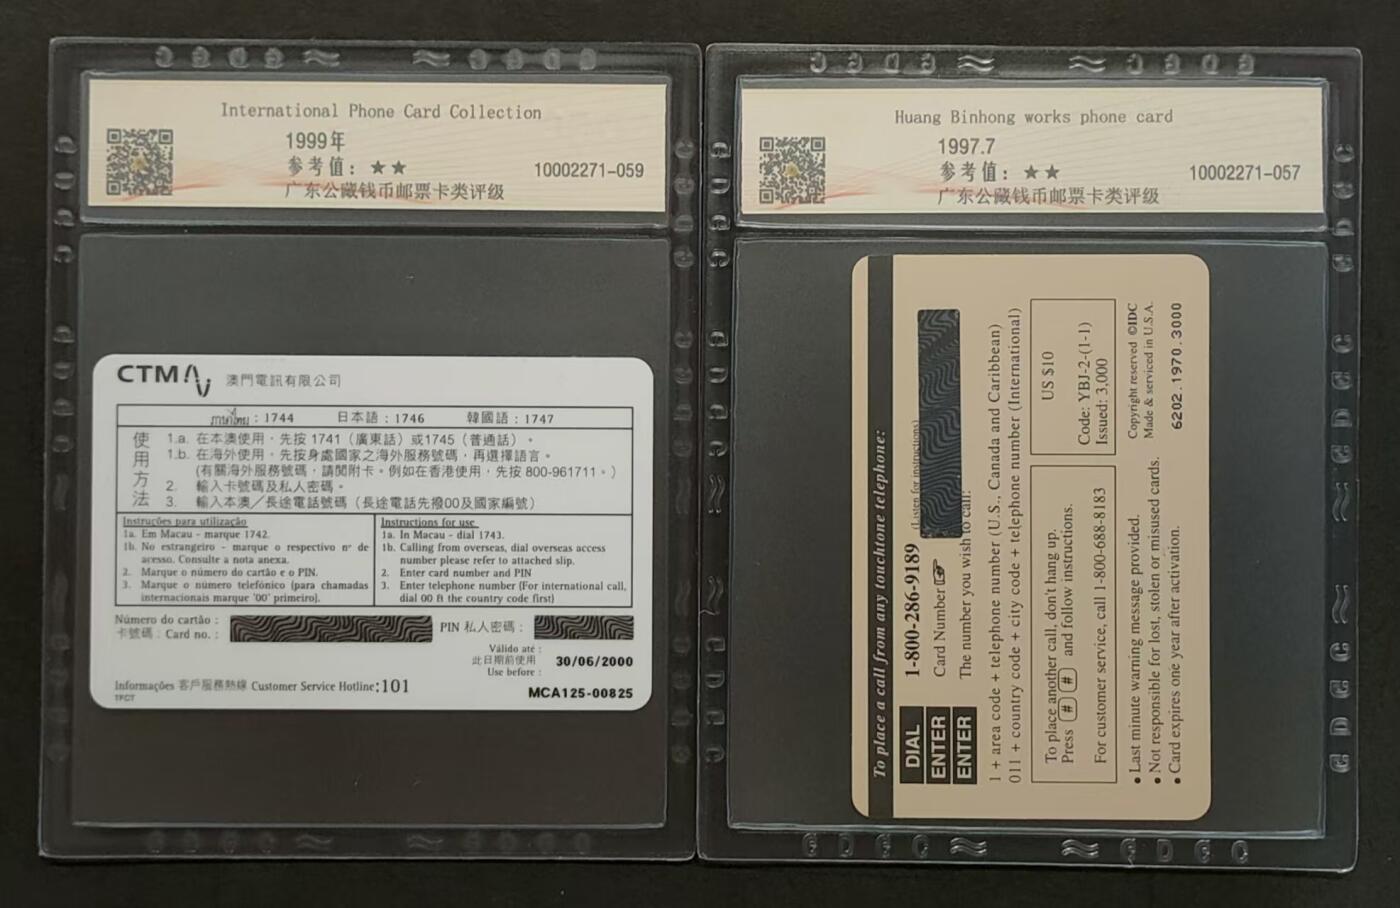 International Phone Card Collection
1999年
参考值：★★
10002271-059
广东公藏钱币邮票卡类评级
CTM 澳門電訊有限公司
ภาษาไทย : 1744 日本語 : 1746 韓國語 : 1747
使用方法
1.a. 在本澳使用，先按 1741（廣東話）或1745（普通話）。
1.b. 在海外使用，先按身處國家之海外服務號碼，再選擇語言。
(有關海外服務號碼，請閱附卡。例如在香港使用，先按 800-961711。)
2. 輸入卡號碼及私人密碼。
3. 輸入本澳／長途電話號碼（長途電話先撥00及國家編號）
Instruções para utilização
1a. Em Macau - marque 1742.
1b. No estrangeiro - marque o respectivo nº de
acesso. Consulte a nota anexa.
2. Marque o número do cartão e o PIN.
3. Marque o número telefónico (para chamadas
internacionais marque '00' primeiro).
Instructions for use
1a. In Macau - dial 1743.
1b. Calling from overseas, dial overseas access
number please refer to attached slip.
2. Enter card number and PIN
3. Enter telephone number (For international call,
dial 00 & the country code first)
Número do cartão :
卡號碼 : Card no. :
PIN 私人密碼 :
Válido até :
此日期前使用 30/06/2000
Use before :
Informações 客戶服務熱線 Customer Service Hotline:101
TFCT
MCA125-00825
Huang Binhong works phone card
1997.7
参考值：★★
10002271-057
广东公藏钱币邮票卡类评级
To place a call from any touchtone telephone:
DIAL 1-800-286-9189 (Listen for instructions)
ENTER Card Number ☞
ENTER The number you wish to call:
1 + area code + telephone number (U.S., Canada and Caribbean)
011 + country code + city code + telephone number (International)
To place another call, don't hang up.
Press # # and follow instructions.
For customer service, call 1-800-688-8183
US $10
Code: YBJ-2-(1-1)
Issued: 3,000
• Last minute warning message provided.
• Not responsible for lost, stolen or misused cards.
• Card expires one year after activation.
Copyright reserved ©IDC
Made & serviced in U.S.A.
6202.1970.3000